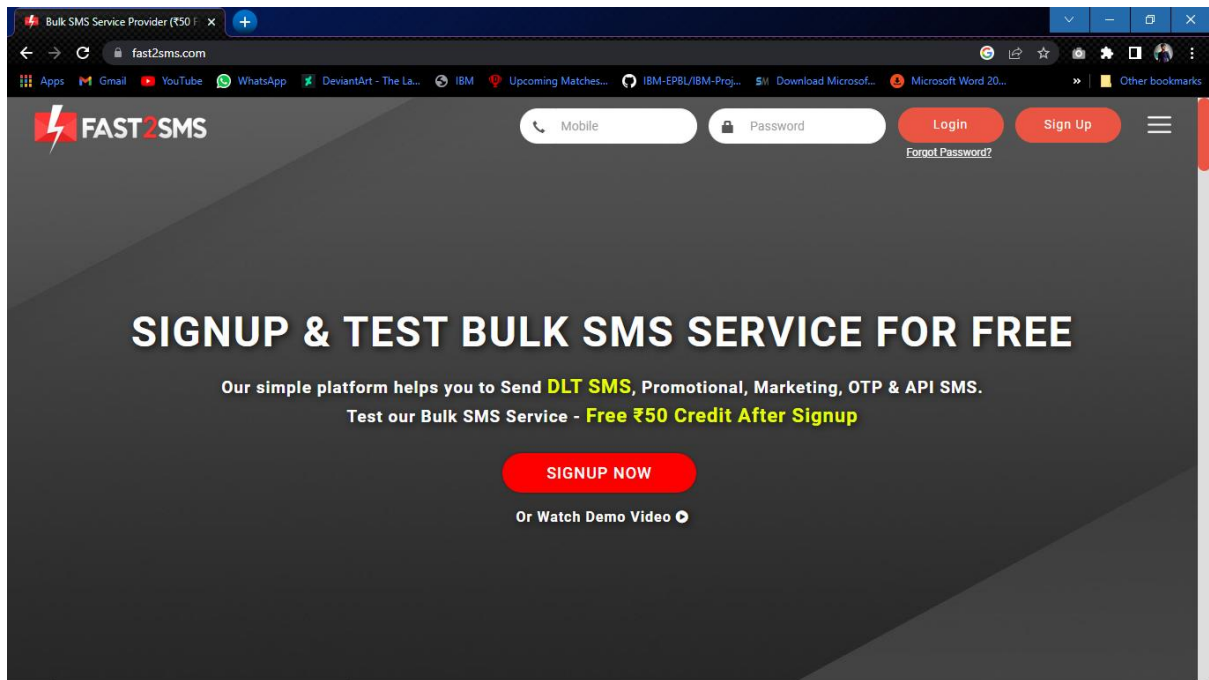 Bulk SMS Service Provider (₹50 F
fast2sms.com
Apps Gmail YouTube WhatsApp DeviantArt - The La... IBM Upcoming Matches... IBM-EPBL/IBM-Proj... Download Microsof... Microsoft Word 20... » Other bookmarks
FAST2SMS Mobile Password Login Sign Up
Forgot Password?
SIGNUP & TEST BULK SMS SERVICE FOR FREE
Our simple platform helps you to Send DLT SMS, Promotional, Marketing, OTP & API SMS.
Test our Bulk SMS Service - Free ₹50 Credit After Signup
SIGNUP NOW
Or Watch Demo Video